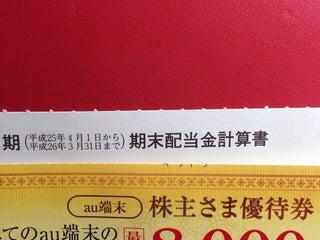 期(平成25年4月1日から
平成26年3月31日まで)期末配当金計算書
au端末 株主さま優待券
てのau端末の